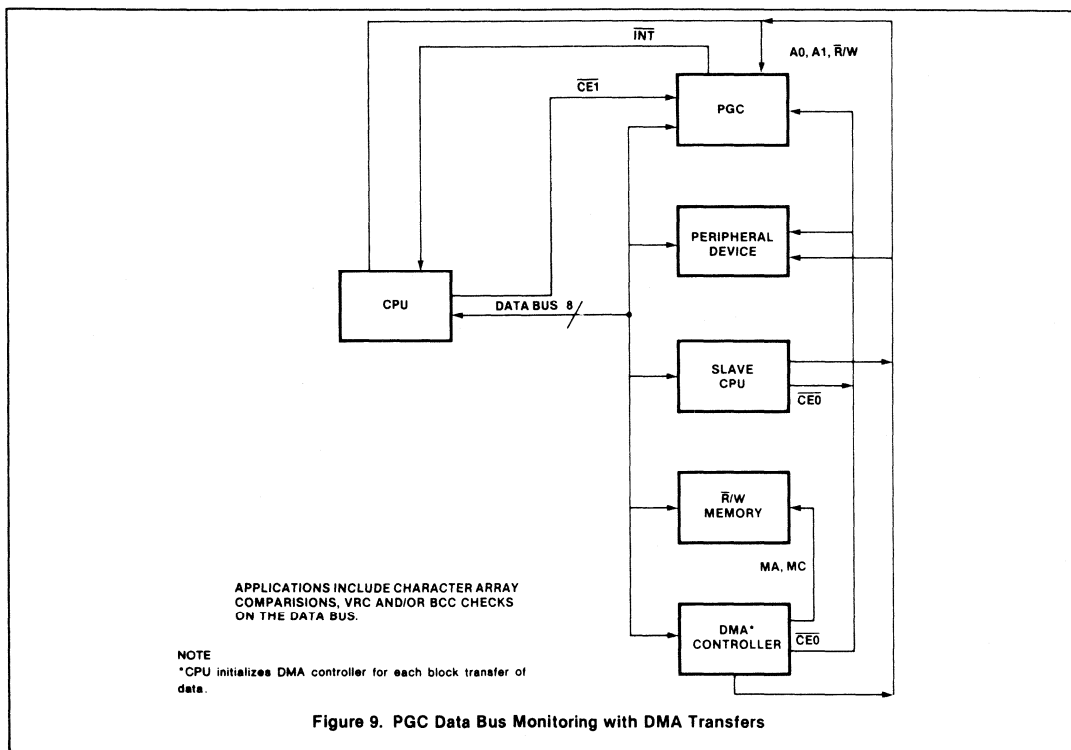 INT
A0, A1, R̅/W
CE1
PGC
PERIPHERAL
DEVICE
CPU
DATA BUS 8
SLAVE
CPU
CE0
R̅/W
MEMORY
MA, MC
APPLICATIONS INCLUDE CHARACTER ARRAY
COMPARISIONS, VRC AND/OR BCC CHECKS
ON THE DATA BUS.
DMA*
CONTROLLER
CE0
NOTE
*CPU initializes DMA controller for each block transfer of
data.
Figure 9. PGC Data Bus Monitoring with DMA Transfers